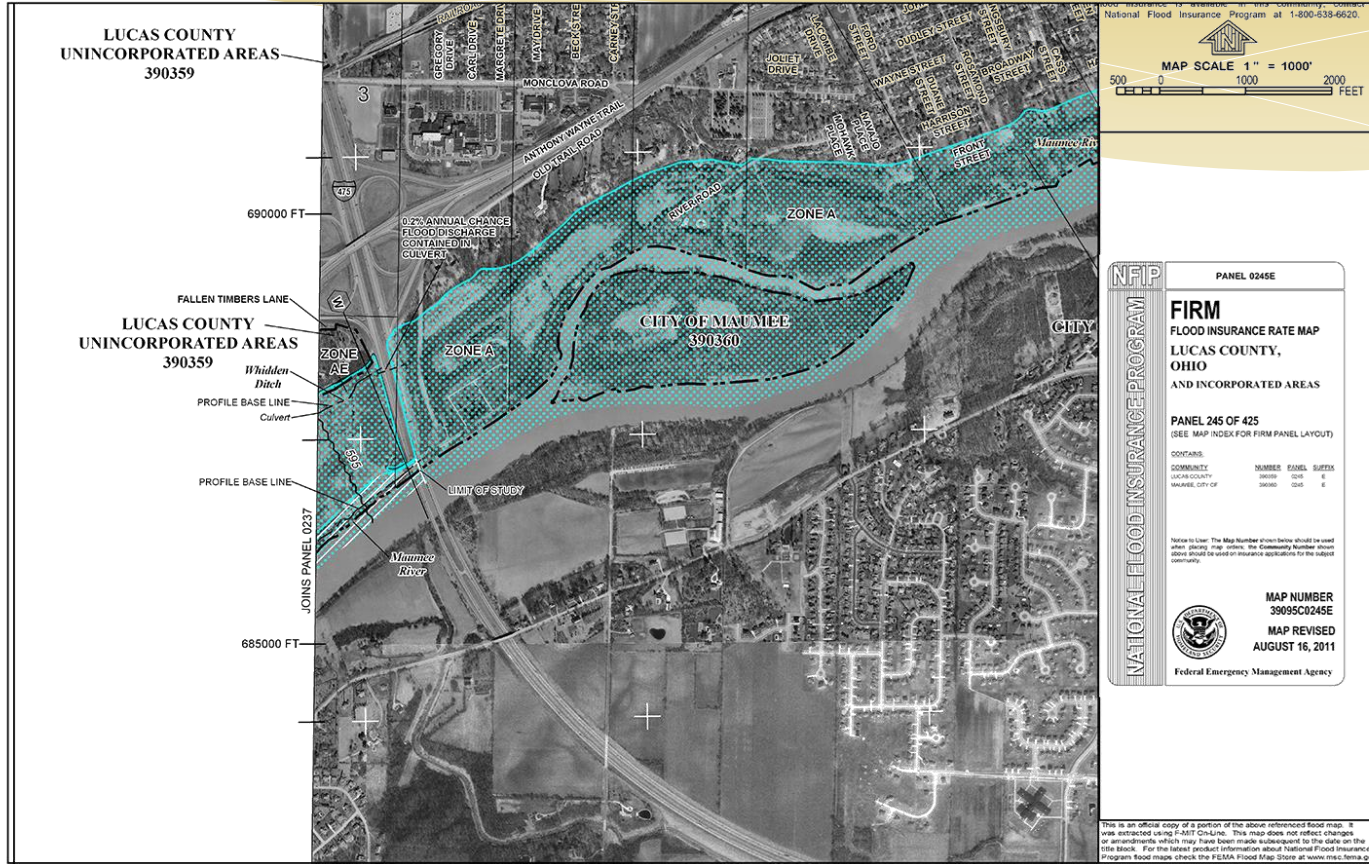 LUCAS COUNTY
UNINCORPORATED AREAS
390359
RAILROAD
GREGORY
DRIVE
CARL DRIVE
MARGRETE DRIVE
MAY DRIVE
3
MONCLOVA ROAD
ANTHONY WAYNE TRAIL
OLD TRAIL ROAD
JOLIET
DRIVE
LACOMBE
DRIVE
FORD
STREET
DUDLEY STREET
WAYNE STREET
DUANE
STREET
ROSAMOND
BROADWAY
STREET
CASS
STREET
HARRISON
STREET
NAVAJO
PLACE
MOHAWK
PLACE
FRONT
STREET
475
690000 FT
0.2% ANNUAL CHANCE
FLOOD DISCHARGE
CONTAINED IN
CULVERT
RIVER ROAD
ZONE A
FALLEN TIMBERS LANE
LUCAS COUNTY
UNINCORPORATED AREAS
390359
ZONE
AE
ZONE A
CITY OF MAUMEE
390360
CITY
Whidden
Ditch
PROFILE BASE LINE
Culvert
595
PROFILE BASE LINE
LIMIT OF STUDY
JOINS PANEL 0237
Maumee
River
685000 FT
National Flood Insurance Program at 1-800-638-6620.
MAP SCALE 1" = 1000'
500 0 1000 2000
FEET
NFIP
NATIONAL FLOOD INSURANCE PROGRAM
PANEL 0245E
FIRM
FLOOD INSURANCE RATE MAP
LUCAS COUNTY,
OHIO
AND INCORPORATED AREAS
PANEL 245 OF 425
(SEE MAP INDEX FOR FIRM PANEL LAYOUT)
CONTAINS:
COMMUNITY NUMBER PANEL SUFFIX
LUCAS COUNTY 390359 0245 E
MAUMEE, CITY OF 390360 0245 E
Notice to User: The Map Number shown below should be used
when placing map orders; the Community Number shown
above should be used on insurance applications for the subject
community.
MAP NUMBER
39095C0245E
MAP REVISED
AUGUST 16, 2011
Federal Emergency Management Agency
This is an official copy of a portion of the above referenced flood map. It
was extracted using F-MIT On-Line. This map does not reflect changes
or amendments which may have been made subsequent to the date on the
title block. For the latest product information about National Flood Insurance
Program flood maps check the FEMA Flood Map Store at www.msc.fema